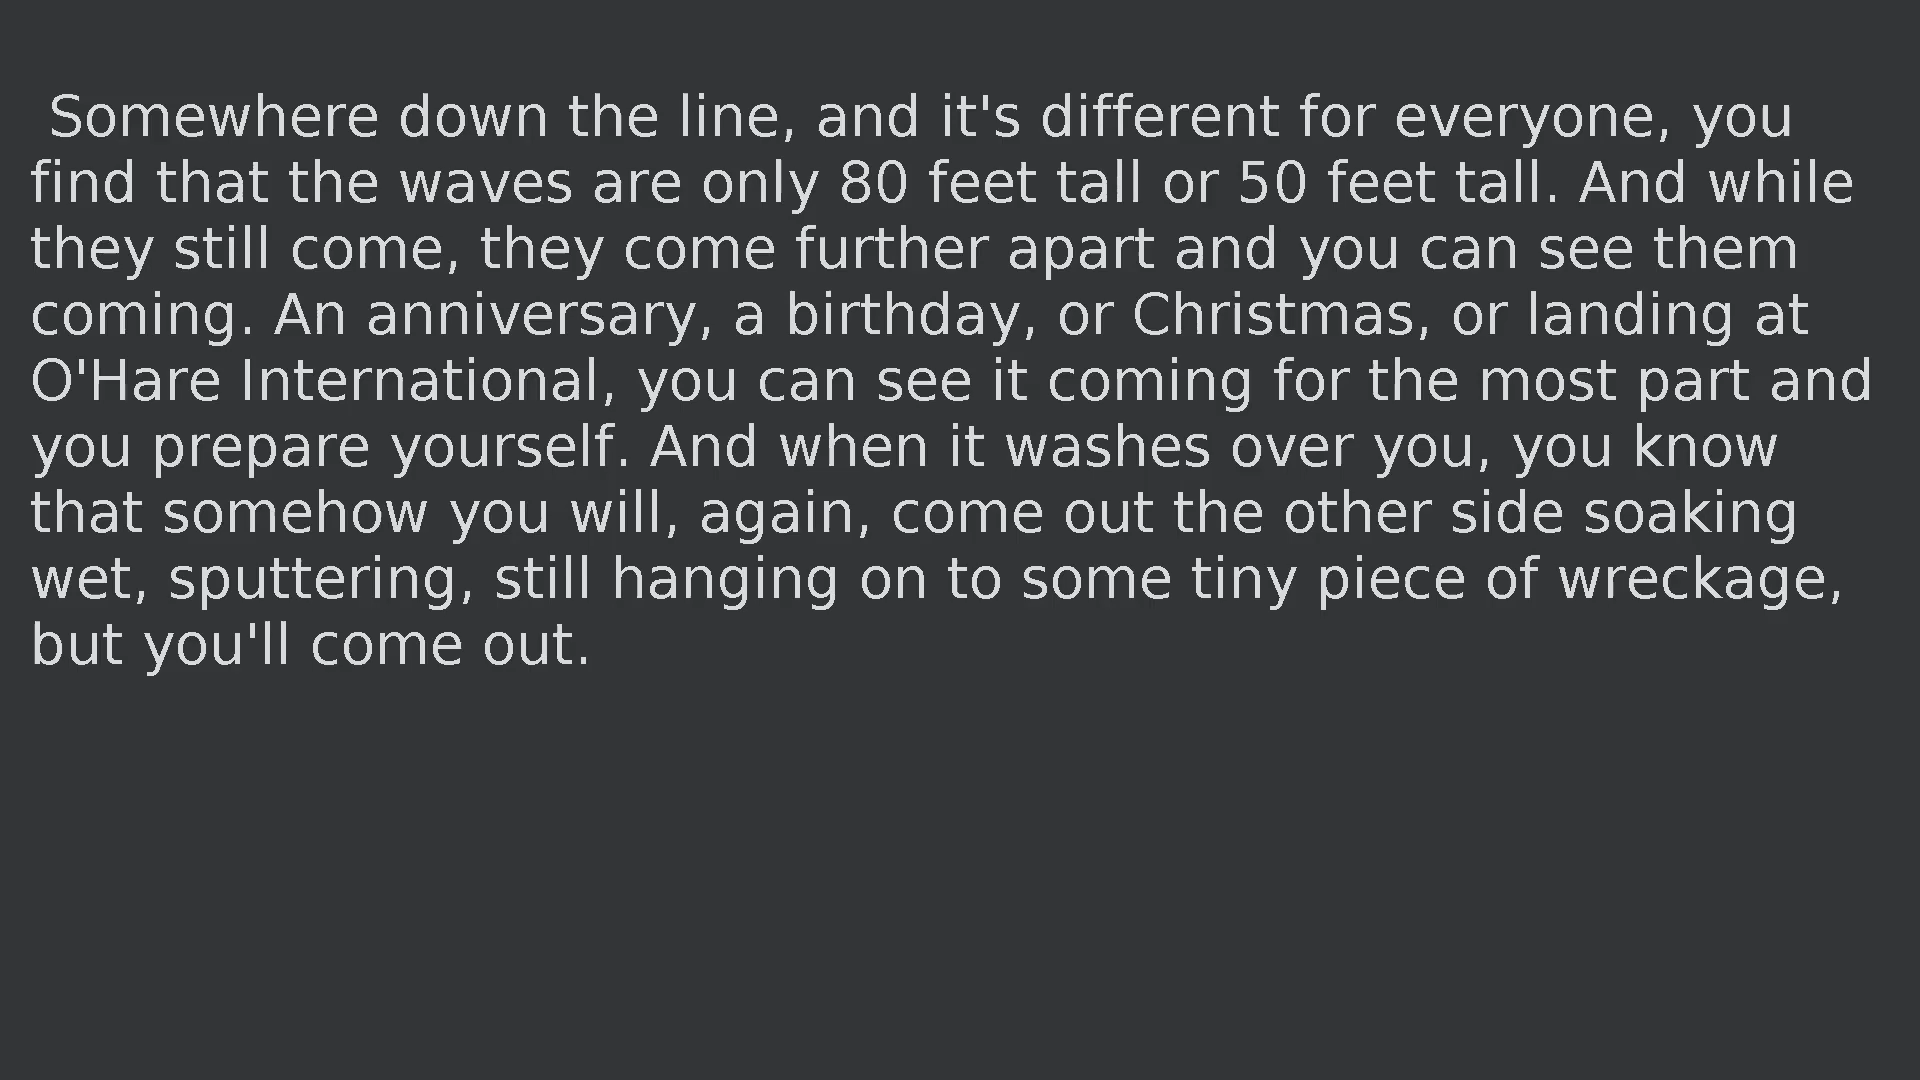 Somewhere down the line, and it's different for everyone, you
find that the waves are only 80 feet tall or 50 feet tall. And while
they still come, they come further apart and you can see them
coming. An anniversary, a birthday, or Christmas, or landing at
O'Hare International, you can see it coming for the most part and
you prepare yourself. And when it washes over you, you know
that somehow you will, again, come out the other side soaking
wet, sputtering, still hanging on to some tiny piece of wreckage,
but you'll come out.